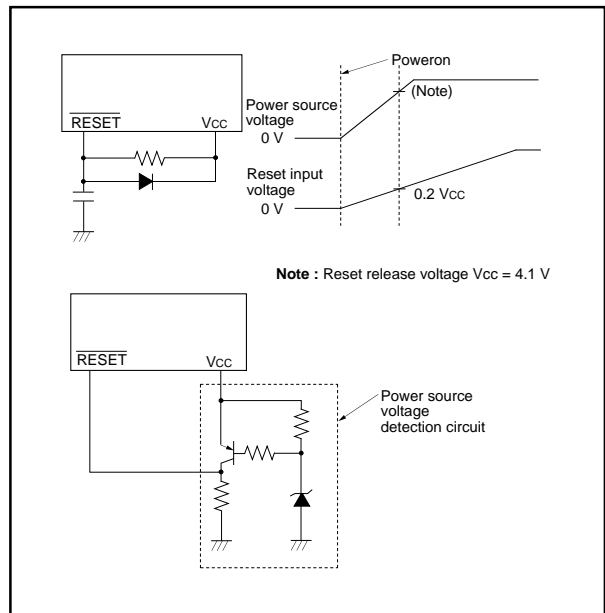 Poweron
RESET
VCC
Power source
voltage
0 V
(Note)
Reset input
voltage
0 V
0.2 VCC
Note : Reset release voltage Vcc = 4.1 V
RESET
VCC
Power source
voltage
detection circuit